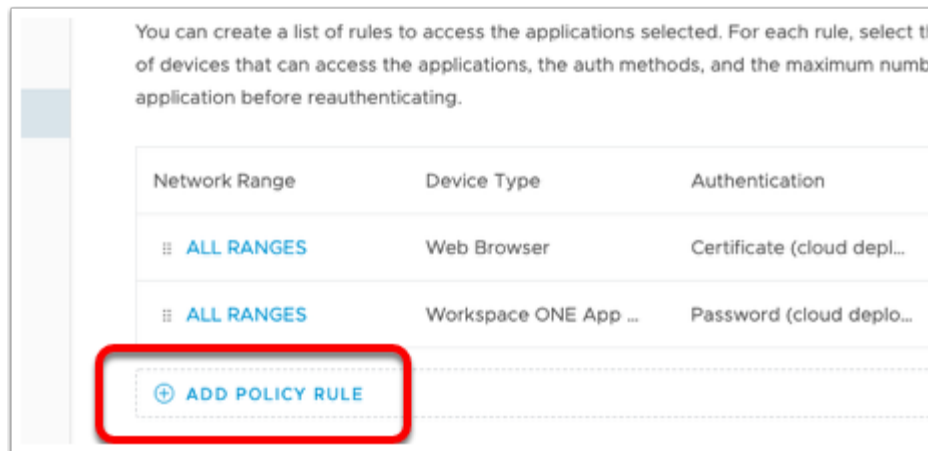 You can create a list of rules to access the applications selected. For each rule, select
of devices that can access the applications, the auth methods, and the maximum
application before reauthenticating.
Network Range Device Type Authentication
ALL RANGES Web Browser Certificate (cloud depl...
ALL RANGES Workspace ONE App ... Password (cloud deplo...
ADD POLICY RULE